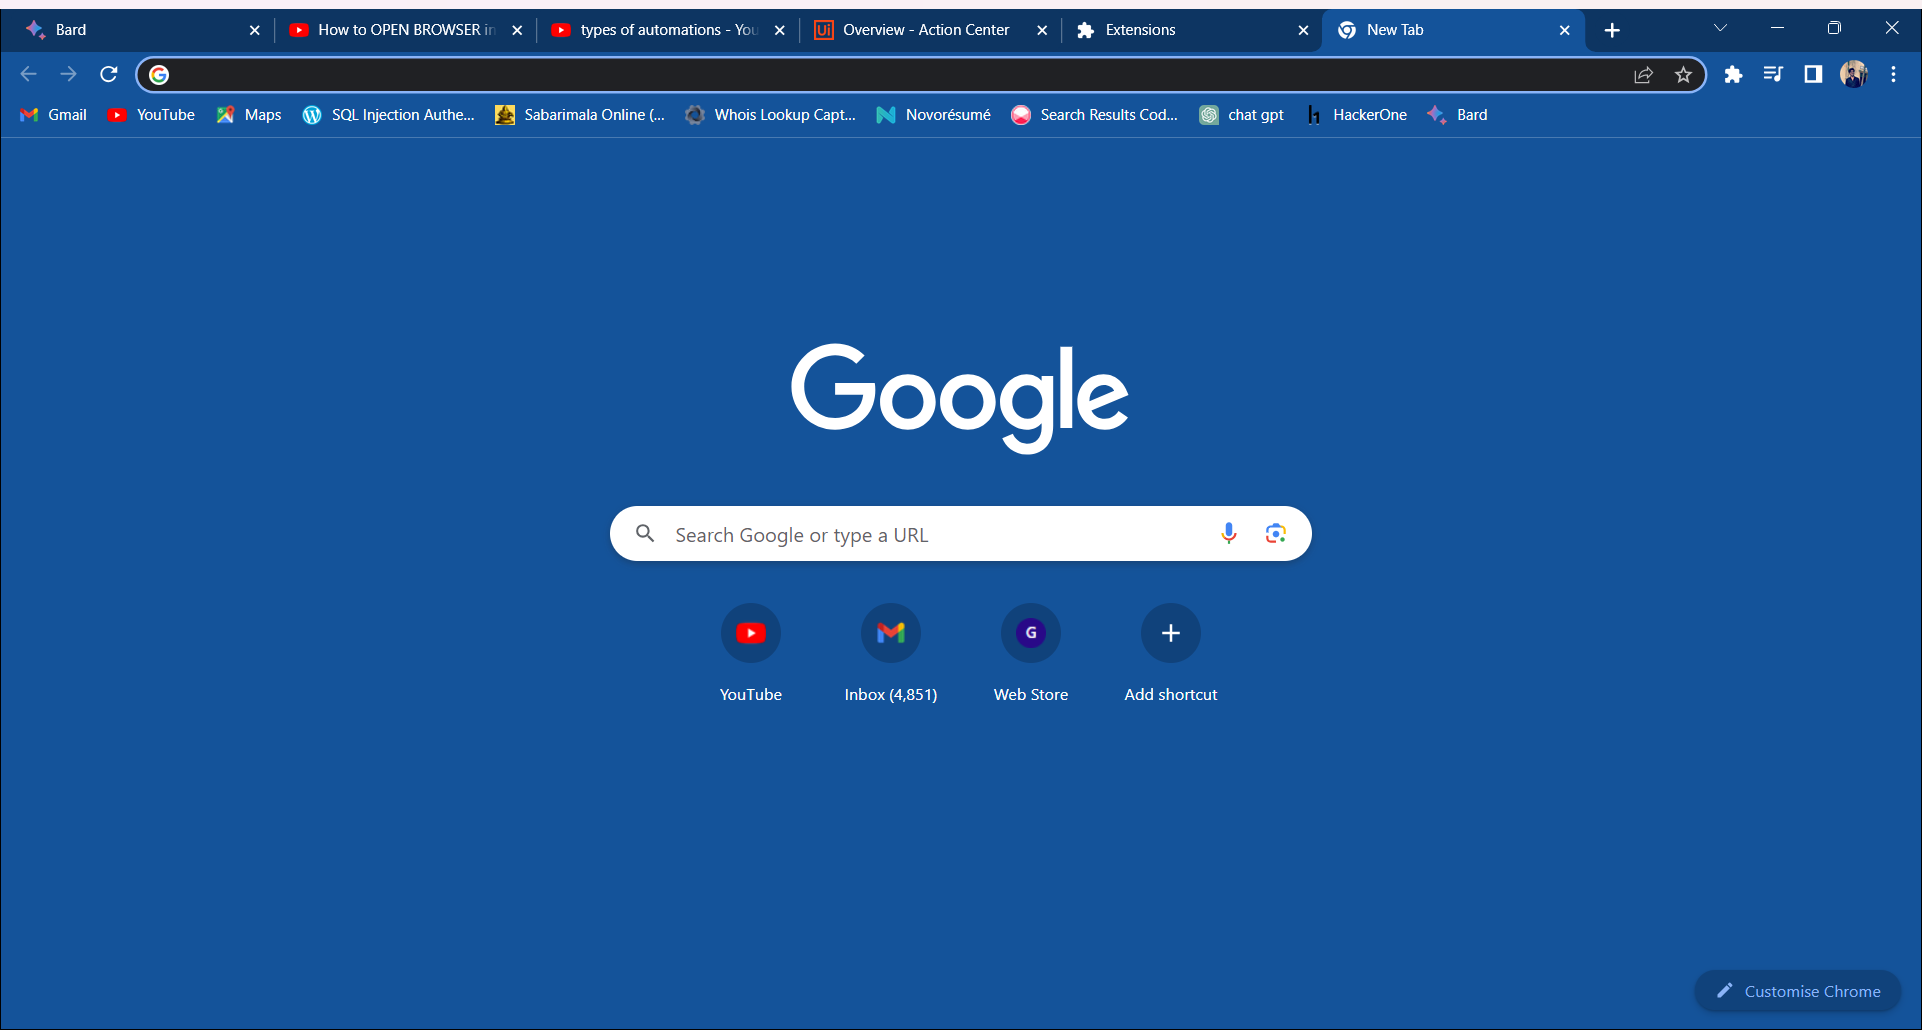 Bard
How to OPEN BROWSER in
types of automations - You
Ui
Overview - Action Center
Extensions
New Tab
Gmail
YouTube
Maps
SQL Injection Authe...
Sabarimala Online (...
Whois Lookup Capt...
Novorésumé
Search Results Cod...
chat gpt
HackerOne
Bard
Google
Search Google or type a URL
G
YouTube
Inbox (4,851)
Web Store
Add shortcut
Customise Chrome